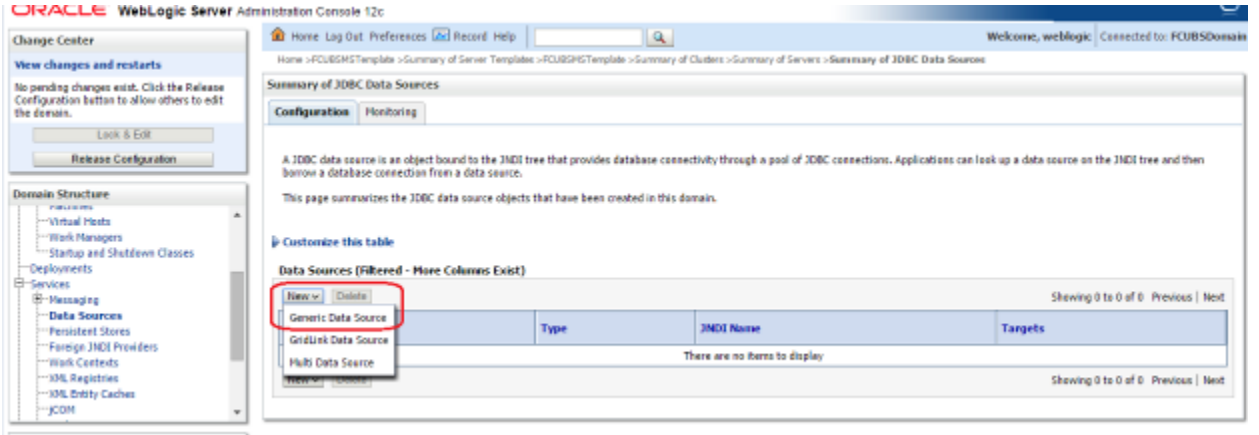 ORACLE WebLogic Server Administration Console 12c
Change Center
View changes and restarts
No pending changes exist. Click the Release
Configuration button to allow others to edit
the domain.
Lock & Edit
Release Configuration
Domain Structure
Machines
Virtual Hosts
Work Managers
Startup and Shutdown Classes
Deployments
Services
Messaging
Data Sources
Persistent Stores
Foreign JNDI Providers
Work Contexts
XML Registries
XML Entity Caches
jCOM
Home Log Out Preferences Record Help
Welcome, weblogic Connected to: FCUBSDomain
Home >FCUBSMSTemplate >Summary of Server Templates >FCUBSMSTemplate >Summary of Clusters >Summary of Servers >Summary of JDBC Data Sources
Summary of JDBC Data Sources
Configuration Monitoring
A JDBC data source is an object bound to the JNDI tree that provides database connectivity through a pool of JDBC connections. Applications can look up a data source on the JNDI tree and then
borrow a database connection from a data source.
This page summarizes the JDBC data source objects that have been created in this domain.
Customize this table
Data Sources (Filtered - More Columns Exist)
New Delete
Showing 0 to 0 of 0 Previous | Next
Generic Data Source
GridLink Data Source
Multi Data Source
Type JNDI Name Targets
There are no items to display
New Delete
Showing 0 to 0 of 0 Previous | Next